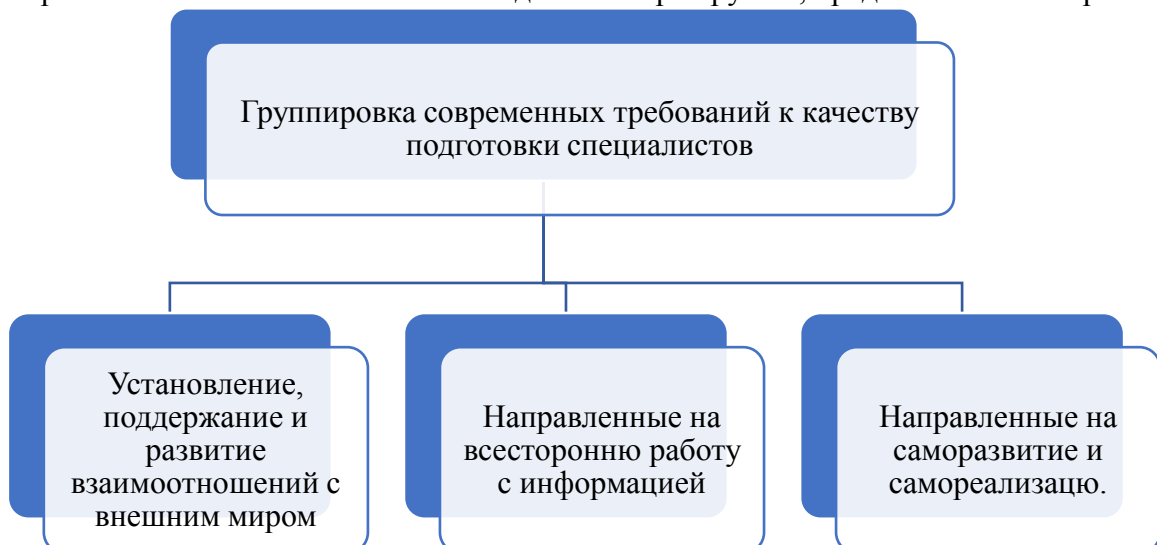 Группировка современных требований к качеству
подготовки специалистов
Установление,
поддержание и
развитие
взаимоотношений с
внешним миром
Направленные на
всесторонню работу
с информацией
Направленные на
саморазвитие и
самореализацю.